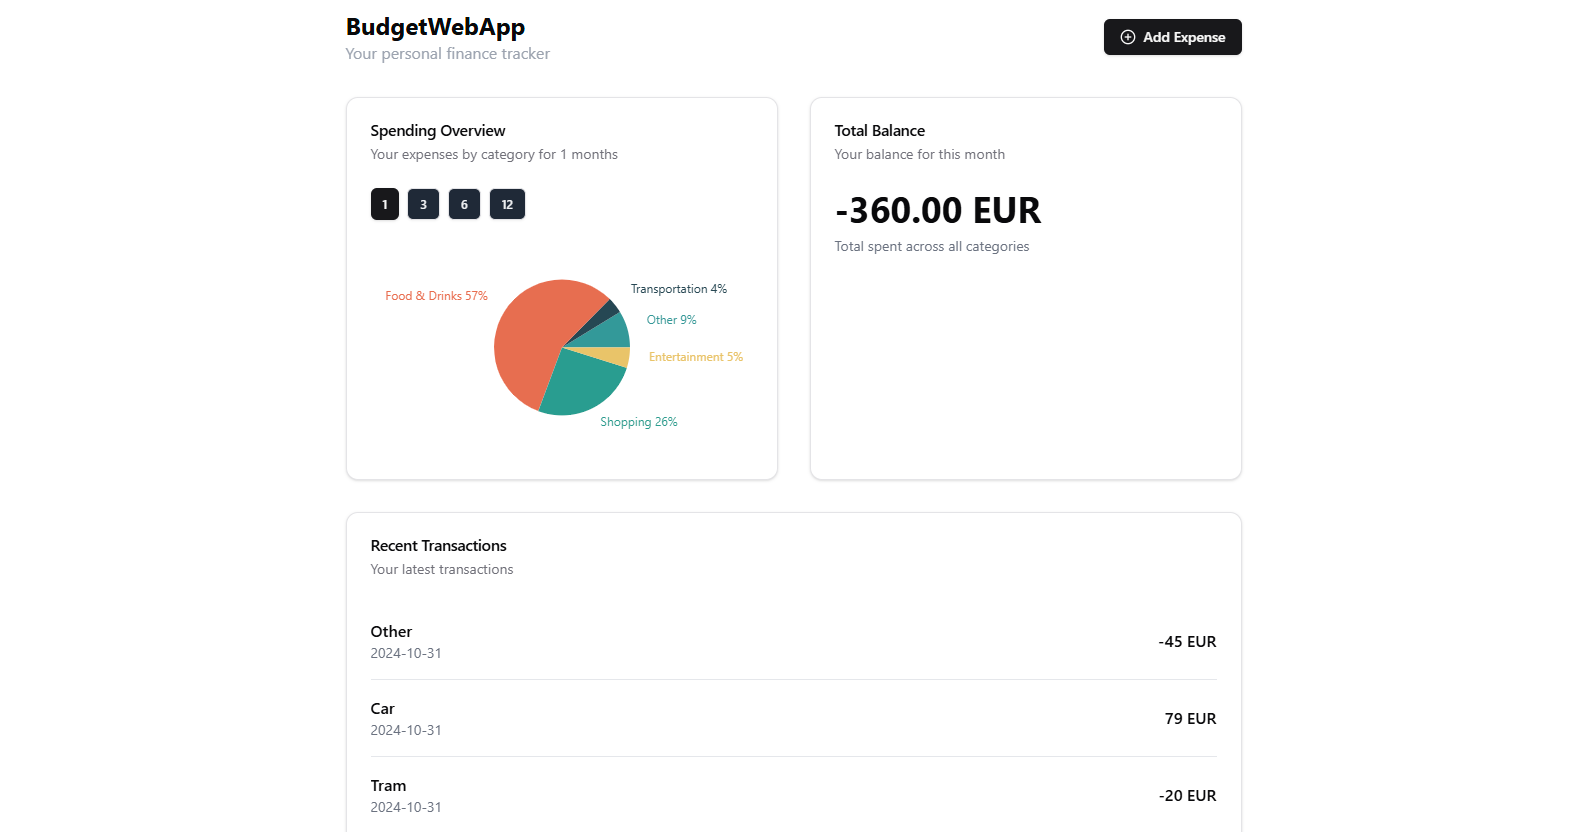 BudgetWebApp
Your personal finance tracker
Add Expense
Spending Overview
Your expenses by category for 1 months
1 3 6 12
Food & Drinks 57%
Transportation 4%
Other 9%
Entertainment 5%
Shopping 26%
Total Balance
Your balance for this month
-360.00 EUR
Total spent across all categories
Recent Transactions
Your latest transactions
Other
2024-10-31
-45 EUR
Car
2024-10-31
79 EUR
Tram
2024-10-31
-20 EUR